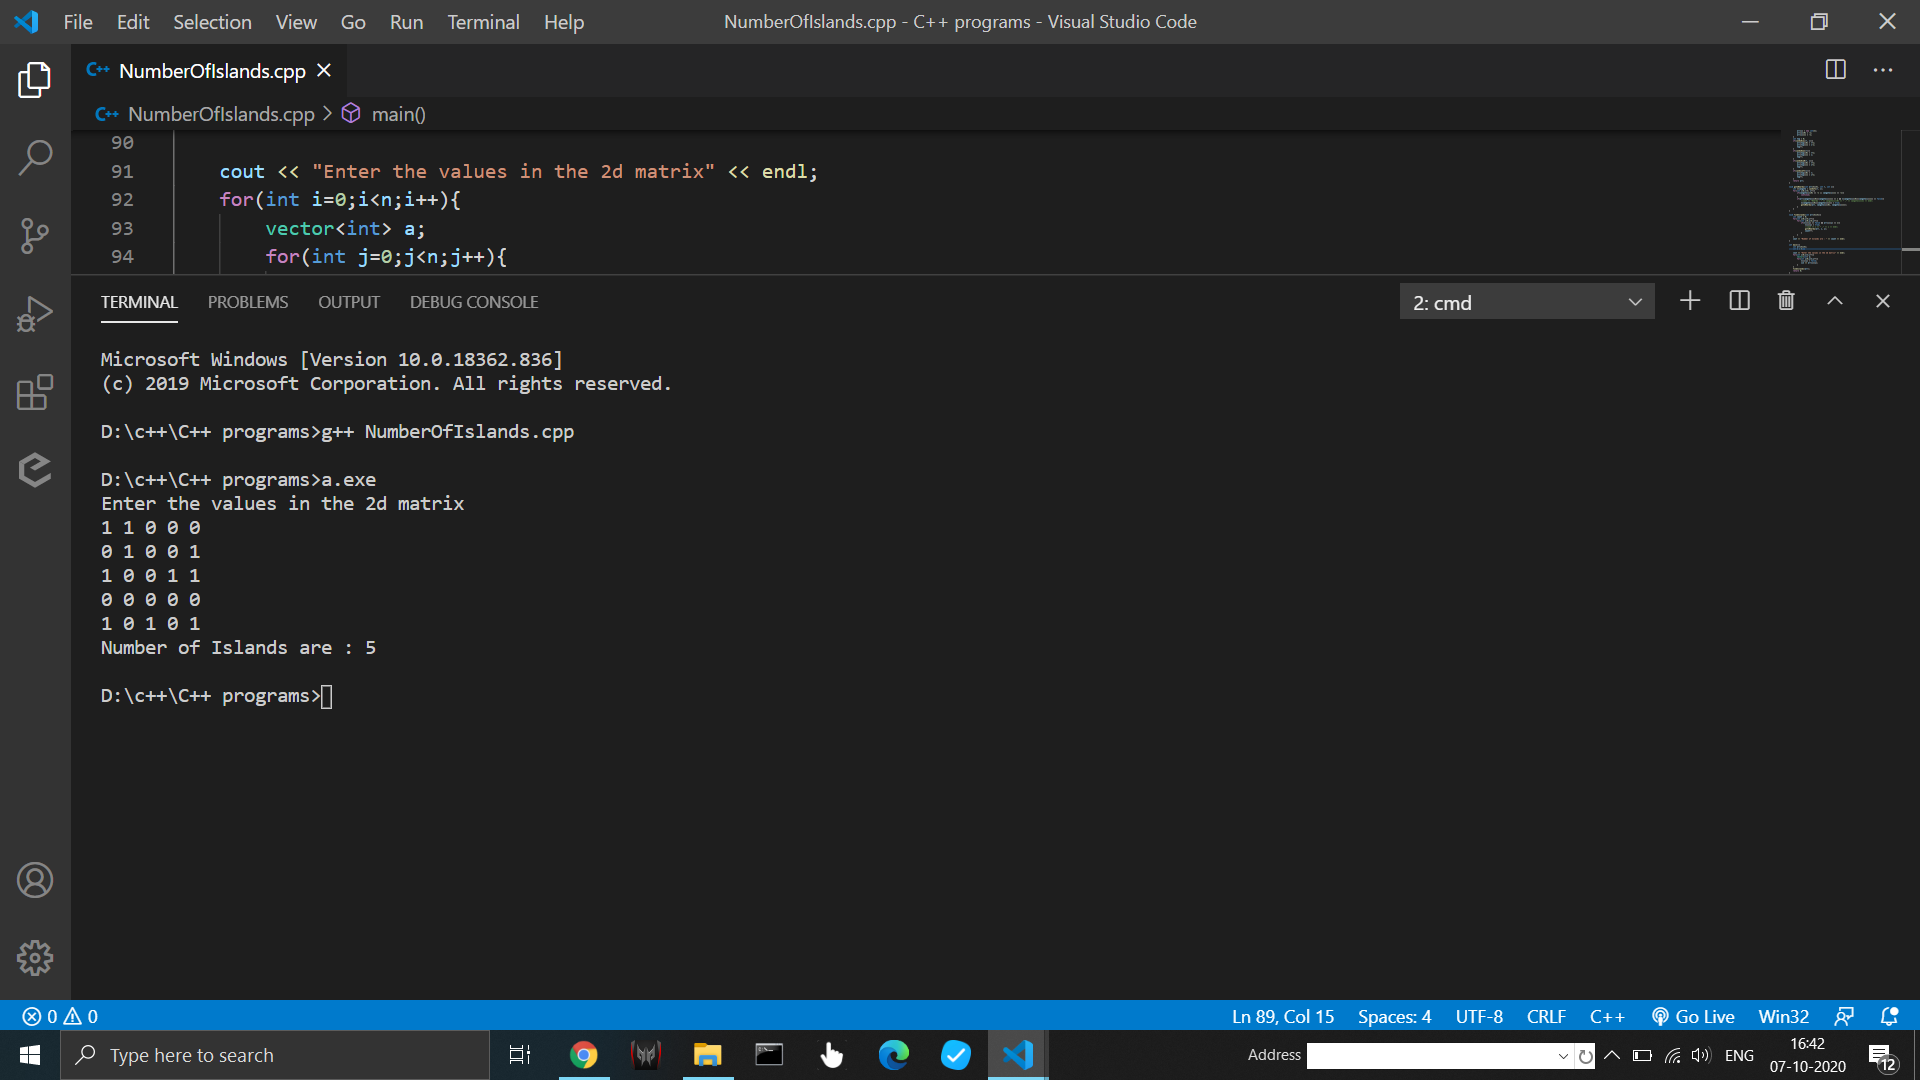 File Edit Selection View Go Run Terminal Help NumberOfIslands.cpp - C++ programs - Visual Studio Code
C++ NumberOfIslands.cpp
C++ NumberOfIslands.cpp > main()
90
91 cout << "Enter the values in the 2d matrix" << endl;
92 for(int i=0;i<n;i++){
93 vector<int> a;
94 for(int j=0;j<n;j++){
TERMINAL PROBLEMS OUTPUT DEBUG CONSOLE 2: cmd
Microsoft Windows [Version 10.0.18362.836]
(c) 2019 Microsoft Corporation. All rights reserved.
D:\c++\C++ programs>g++ NumberOfIslands.cpp
D:\c++\C++ programs>a.exe
Enter the values in the 2d matrix
1 1 0 0 0
0 1 0 0 1
1 0 0 1 1
0 0 0 0 0
1 0 1 0 1
Number of Islands are : 5
D:\c++\C++ programs>
0 0 Ln 89, Col 15 Spaces: 4 UTF-8 CRLF C++ Go Live Win32
Type here to search Address ENG 16:42
07-10-2020 12